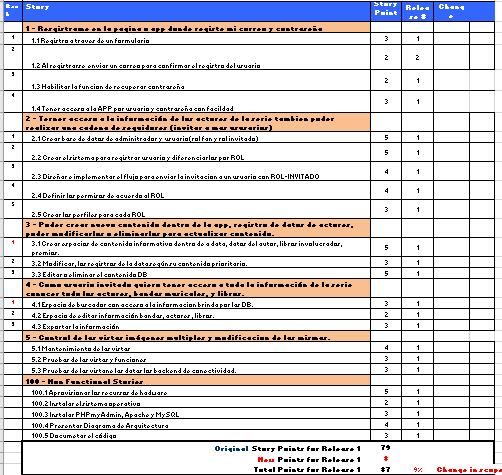 Story Story Point Release # Change
1 - Resgistrarme en la pagina o app donde registe mi correo y contraseña
1 1.1 Registro a traves de un formulario 3 1
2 1.2 Al registrarse enviar un correo para confirmar el registro del usuario 2 2
3 1.3 Habilitar la funcion de recuperar contraseña 2 1
4 1.4 Tener acceso a la APP por usuario y contraseña con facilidad 3 1
2 - Terner acceso a la información de los actores de la serie tambien poder
realizar una cadena de seguidores (invitar a mas usuarios)
1 2.1 Crear base de datos de admnitrador y usuario (rol fan y rol invitado) 5 1
2 2.2 Crear el sistema para registrar usuario y diferenciarlos por ROL 5 1
3 2.3 Diseñar e implementar el flujo para enviar la invitacion a un usuario con ROL-INVITADO 4 1
4 2.4 Definir los permisos de acuerdo al ROL 4 1
5 2.5 Crear los perfiles para cada ROL 3 1
3 - Poder crear nuevo contenido dentro de la app, registro de datos de actores,
poder modificarlos o eliminarlos para actualizar contenido.
1 3.1 Crear espacios de contenido informativo dentro de a dato, datos del autor, libros involucrados,
premios. 5 1
2 3.2 Modificar, los registros de la data según su contenido prioritario. 3 1
3 3.3 Editar o eliminar el contenido DB 5 1
4 - Como usuario invitado quiero tener acceso a toda la información de la serie
conocer todo los actores, bandas musicales, y libros.
1 4.1 Espacio de buscador con acceso a la informacion brindo por los DB. 3 1
2 4.2 Espacio de editar información bandas, actores, libros. 2 1
3 4.3 Exportar la información 3 1
5 - Control de las vistas imágenes multiples y modificacion de las mismas.
5.1 Mantenimiento de las vistas 4 1
5.2 Pruebas de las vistas y funciones 3 1
5.3 Pruebas de las vistas no los datos las backend de conectividad. 3 1
100 - Non Functional Stories
100.1 Aprovisionar los recursos de hadware 5 1
100.2 Instalar el sistema operativo 2 1
100.3 Instalar PHPmyAdmin, Apache y MySQL 3 1
100.4 Presentar Diagrama de Arquitectura 4 1
100.5 Documentar el código 3 1
Original Story Points for Release 1 79
New Points for Release 1 8
Total Points for Release 1 87 9% Change in scope